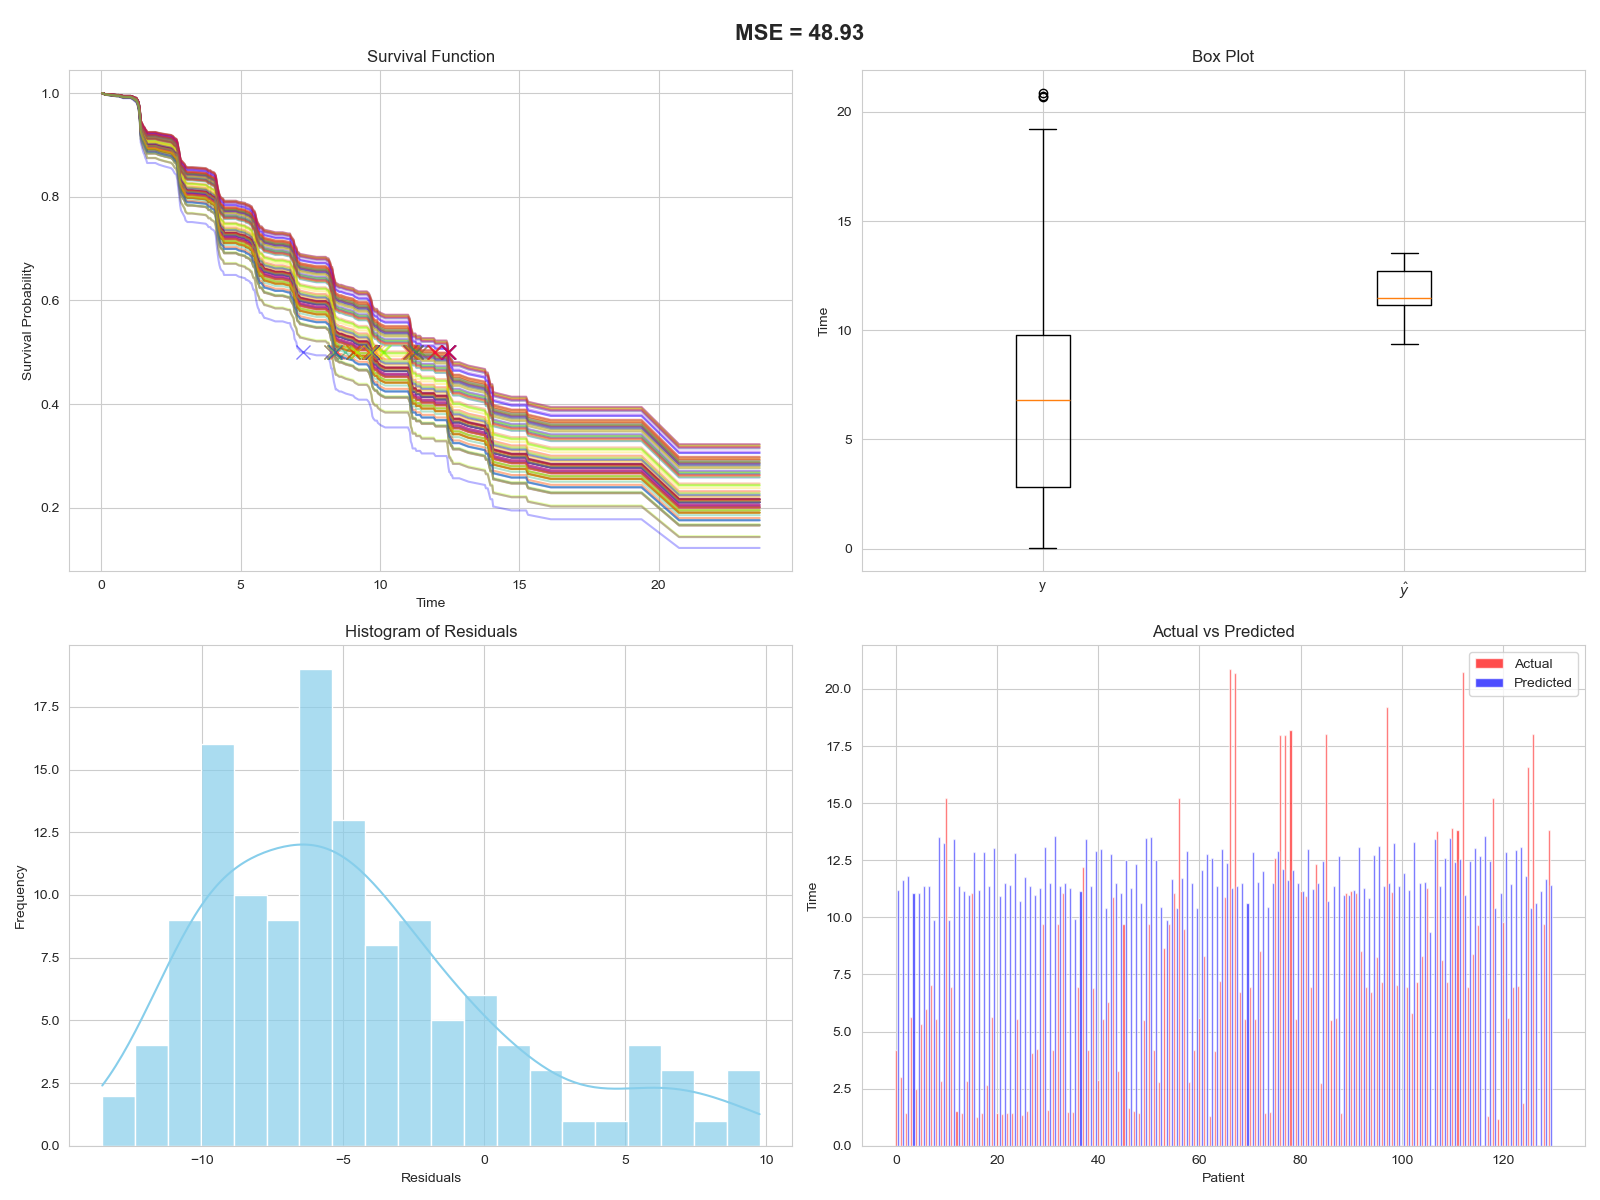 MSE = 48.93
Survival Function
1.0
0.8
0.6
0.4
0.2
Survival Probability
0
5
10
15
20
Time
Box Plot
20
15
10
5
0
Time
y
ŷ
Histogram of Residuals
17.5
15.0
12.5
10.0
7.5
5.0
2.5
0.0
Frequency
−10
−5
0
5
10
Residuals
Actual vs Predicted
Actual
Predicted
20.0
17.5
15.0
12.5
10.0
7.5
5.0
2.5
0.0
Time
0
20
40
60
80
100
120
Patient